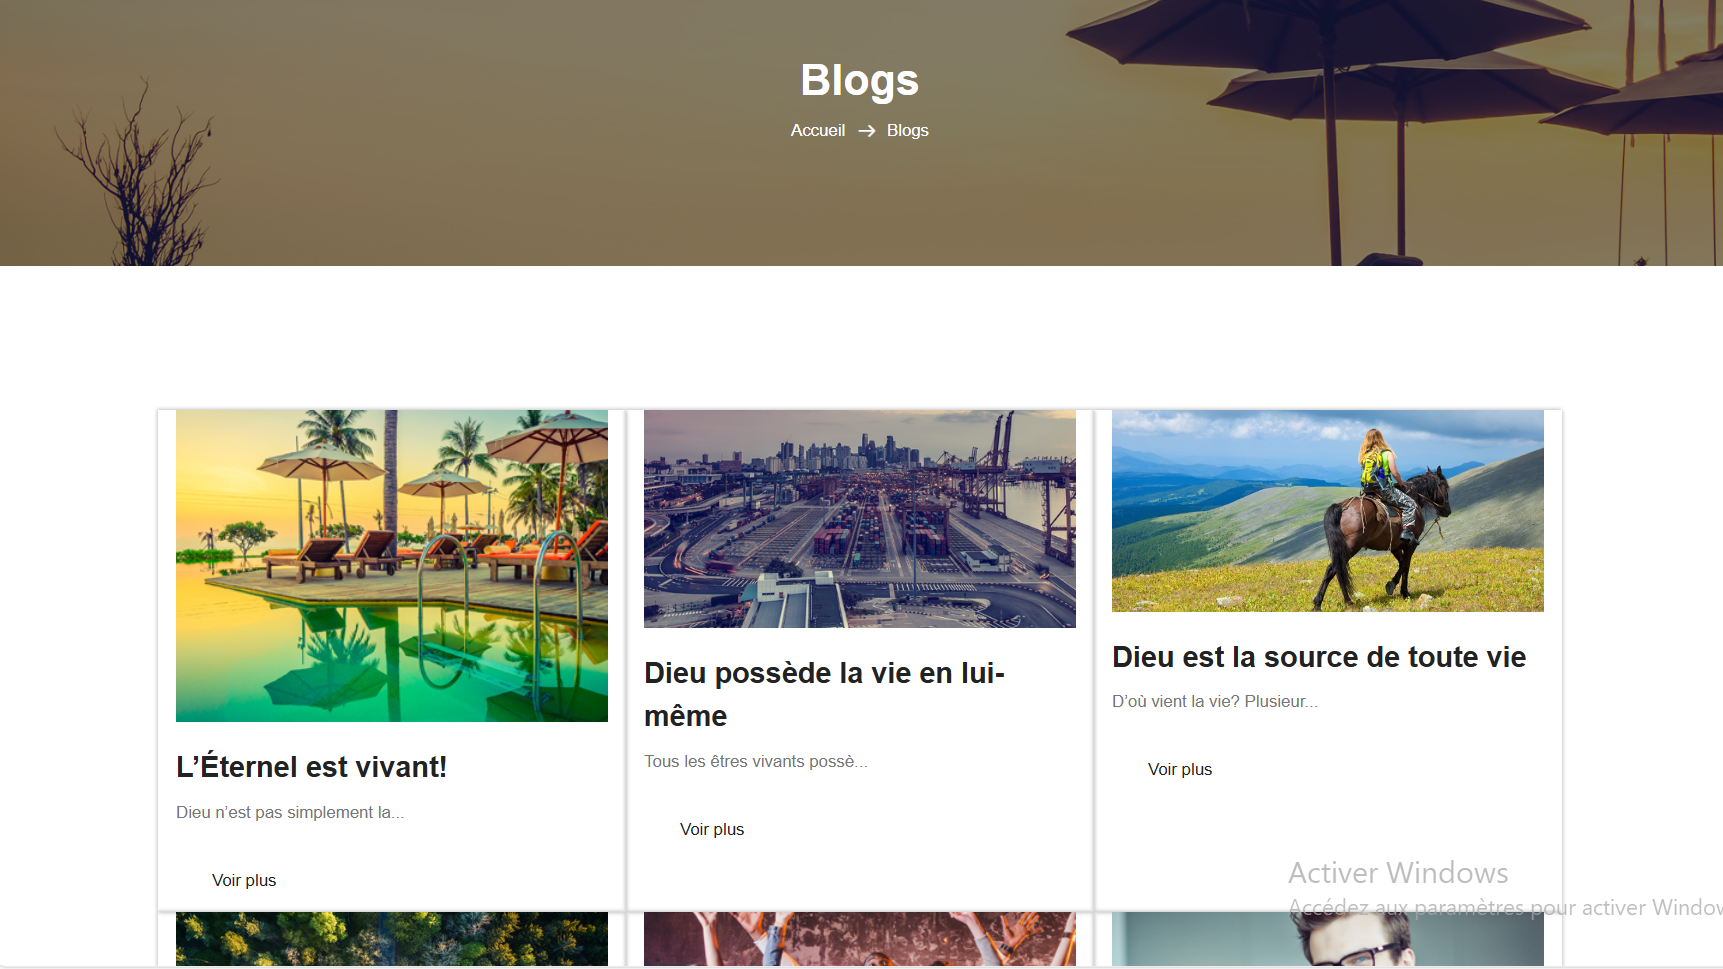 Blogs
Accueil → Blogs
L’Éternel est vivant!
Dieu n’est pas simplement la...
Voir plus
Dieu possède la vie en lui-
même
Tous les êtres vivants possè...
Voir plus
Dieu est la source de toute vie
D’où vient la vie? Plusieur...
Voir plus
Activer Windows
Accédez aux paramètres pour activer Window